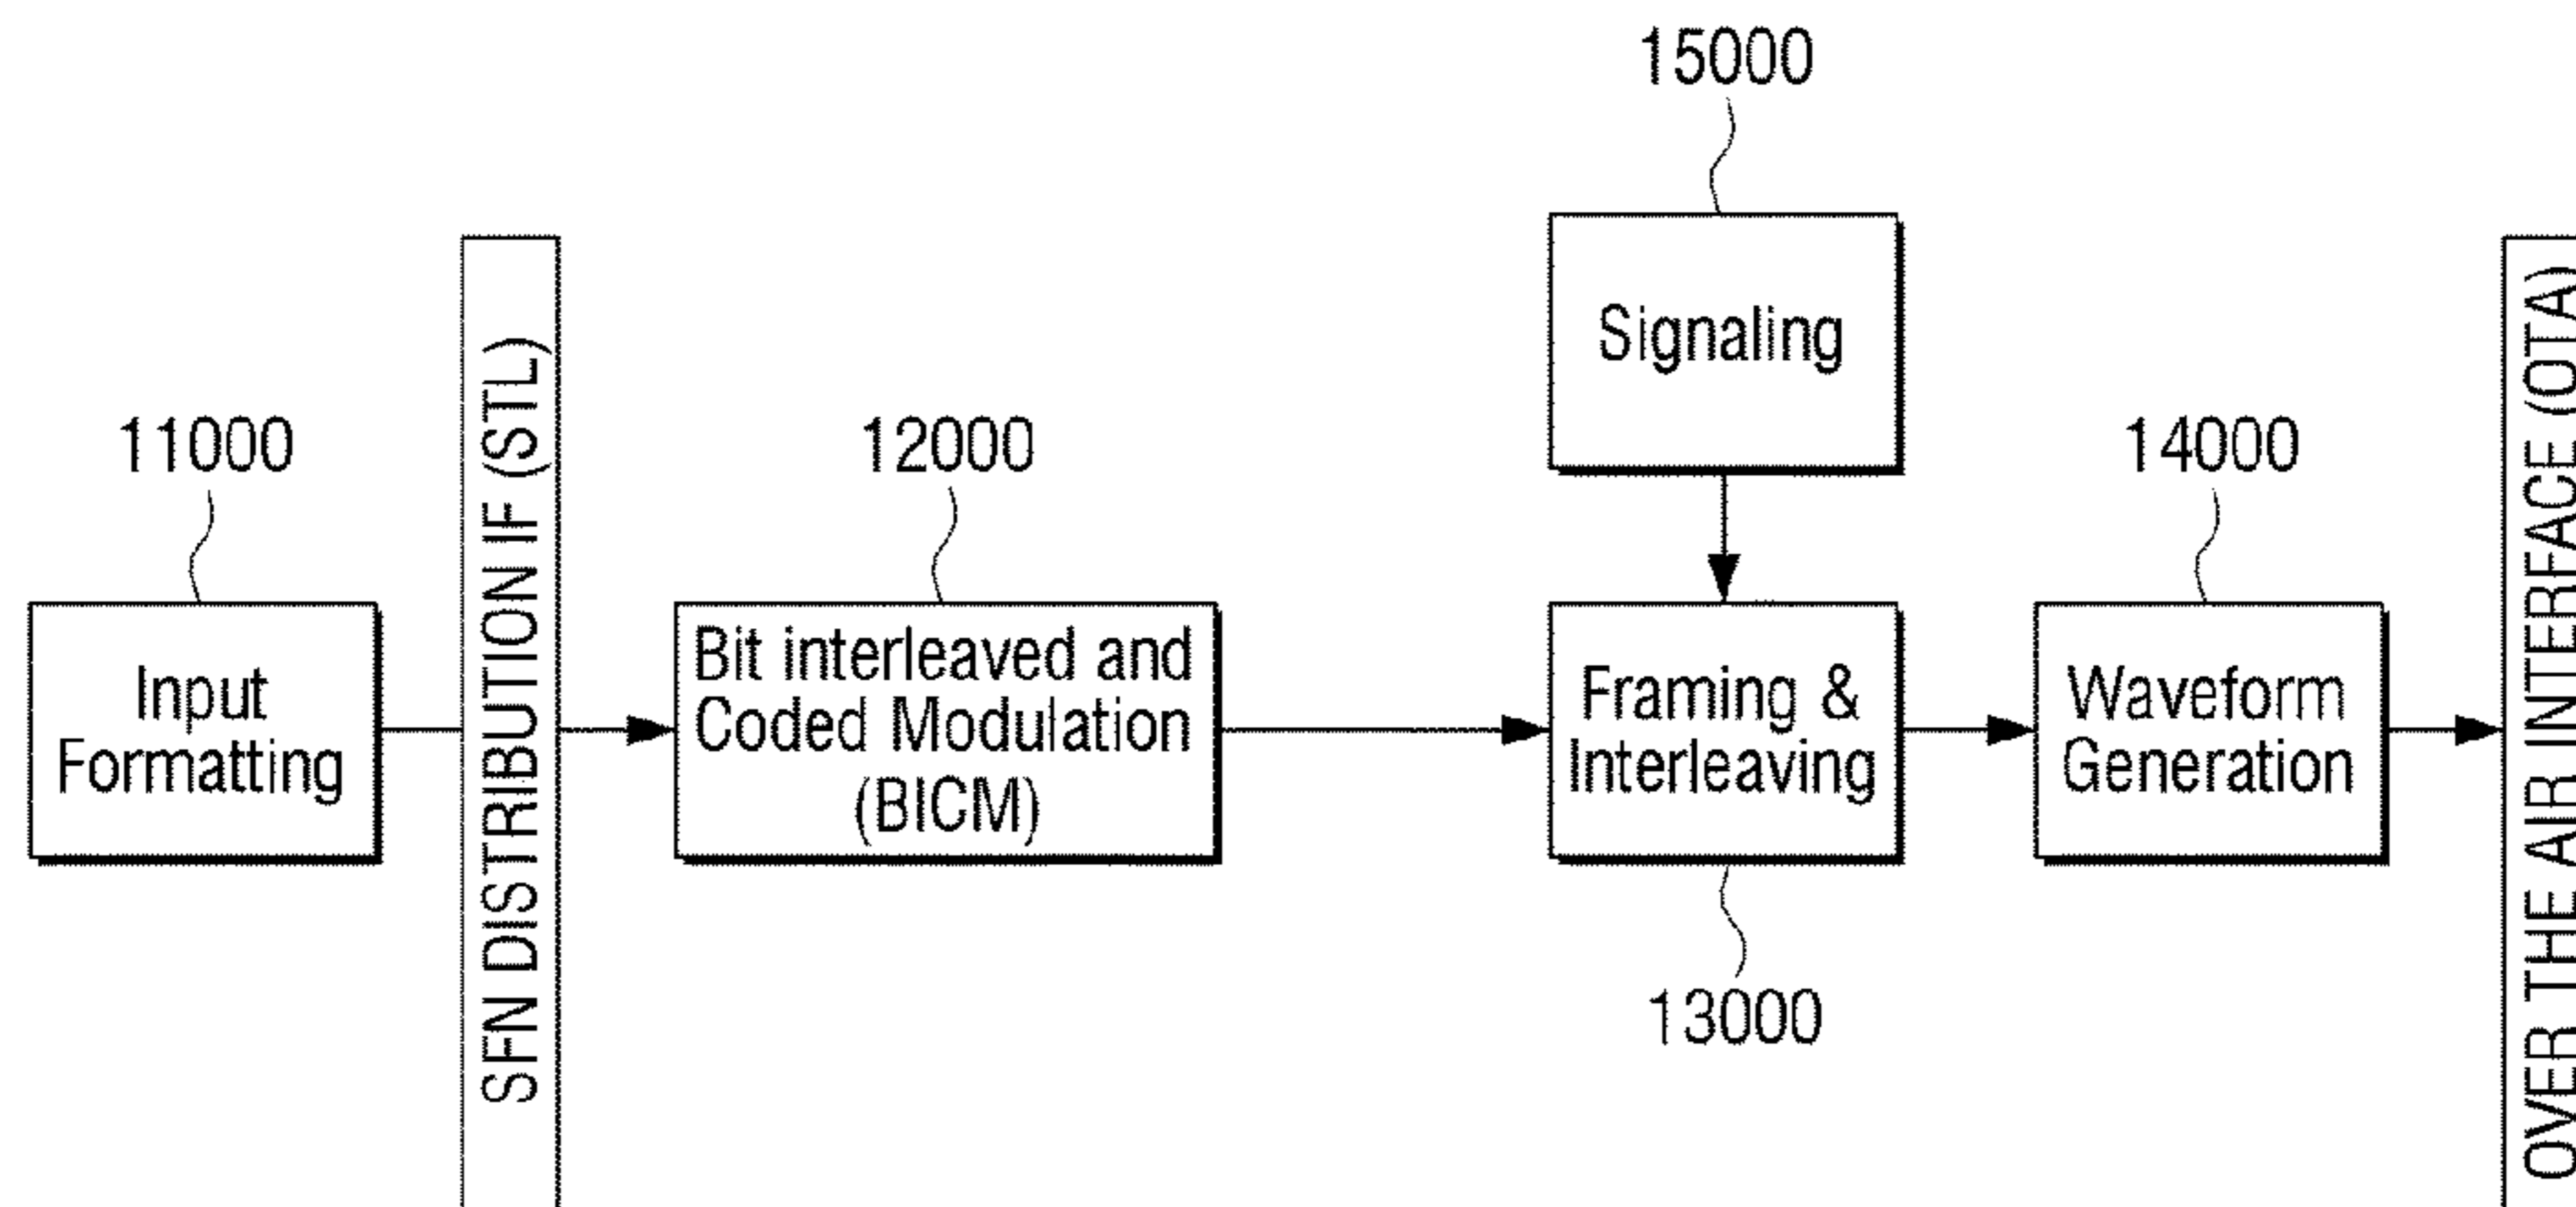 15000
Signaling
11000
Input
Formatting
SFN DISTRIBUTION IF (STL)
12000
Bit interleaved and
Coded Modulation
(BICM)
Framing &
Interleaving
13000
14000
Waveform
Generation
OVER THE AIR INTERFACE (OTA)